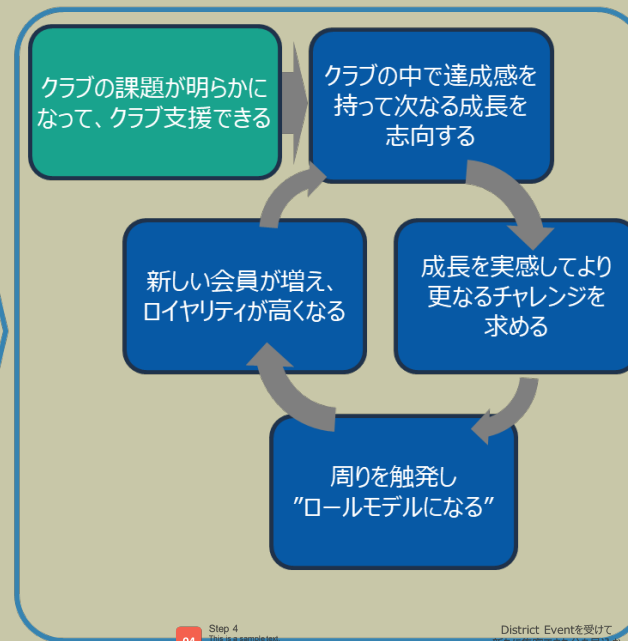 クラブの課題が明らかに
なって、クラブ支援できる
クラブの中で達成感を
持って次なる成長を
志向する
成長を実感してより
更なるチャレンジを
求める
周りを触発し
”ロールモデルになる”
新しい会員が増え、
ロイヤリティが高くなる
04
Step 4
This is a sample text
District Eventを受けて